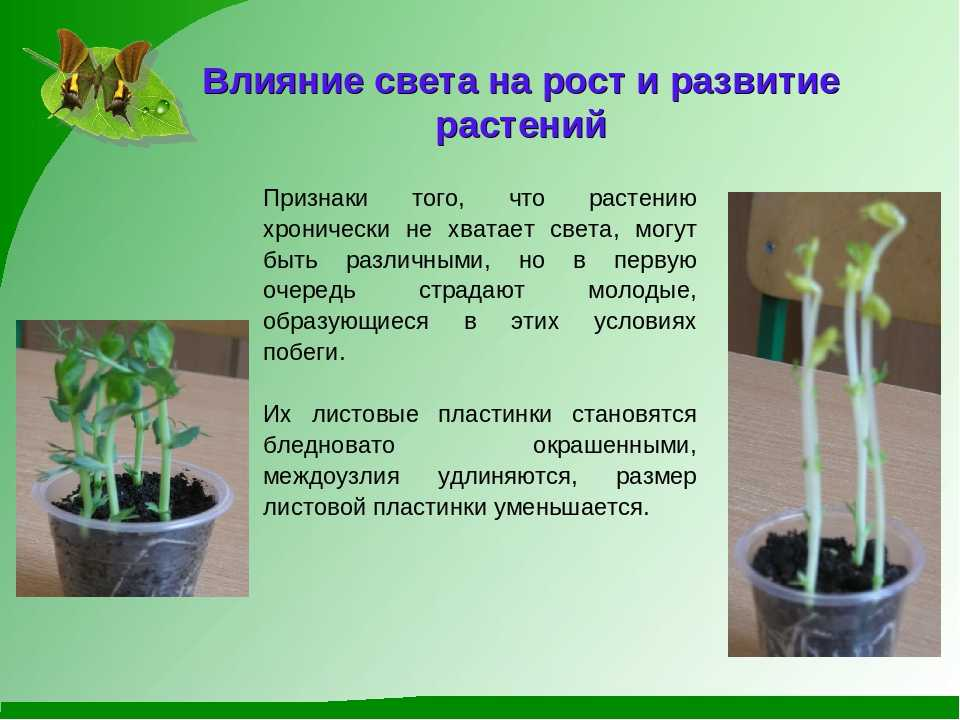 Влияние света на рост и развитие
растений
Признаки того, что растению
хронически не хватает света, могут
быть различными, но в первую
очередь страдают молодые,
образующиеся в этих условиях
побеги.
Их листовые пластинки становятся
бледновато окрашенными,
междоузлия удлиняются, размер
листовой пластинки уменьшается.